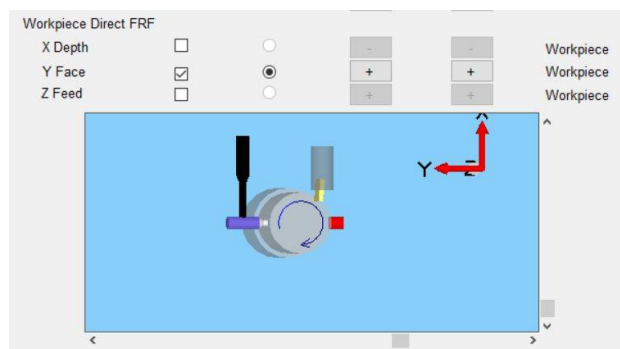 Workpiece Direct FRF
X Depth - - Workpiece
Y Face + + Workpiece
Z Feed + + Workpiece
X
Y Z